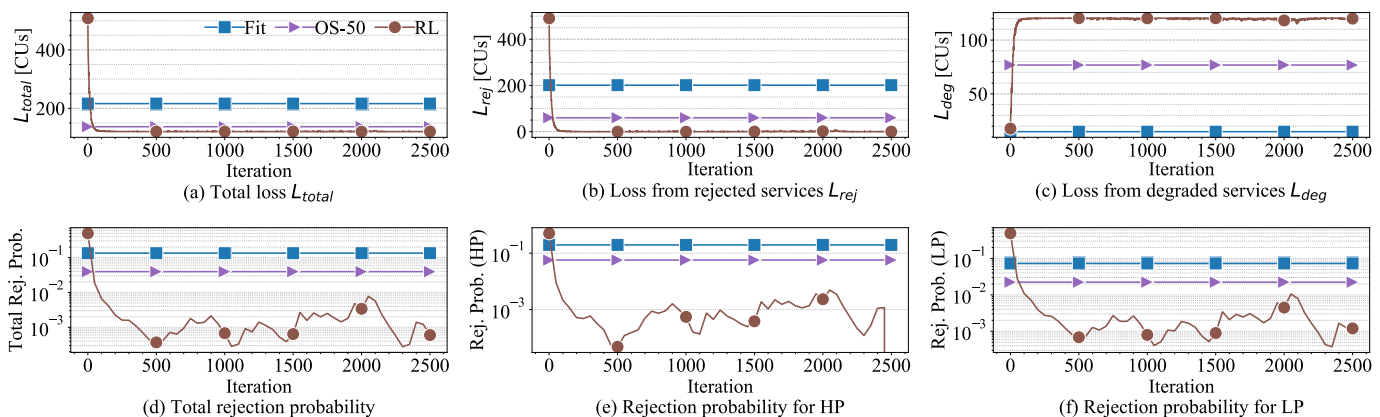 Fit OS-50 RL
L_total [CUs]
400
200
0 500 1000 1500 2000 2500
Iteration
(a) Total loss L_total
L_rej [CUs]
400
200
0
0 500 1000 1500 2000 2500
Iteration
(b) Loss from rejected services L_rej
L_deg [CUs]
100
50
0 500 1000 1500 2000 2500
Iteration
(c) Loss from degraded services L_deg
Total Rej. Prob.
10⁻¹
10⁻²
10⁻³
0 500 1000 1500 2000 2500
Iteration
(d) Total rejection probability
Rej. Prob. (HP)
10⁻¹
10⁻³
0 500 1000 1500 2000 2500
Iteration
(e) Rejection probability for HP
Rej. Prob. (LP)
10⁻¹
10⁻²
10⁻³
0 500 1000 1500 2000 2500
Iteration
(f) Rejection probability for LP